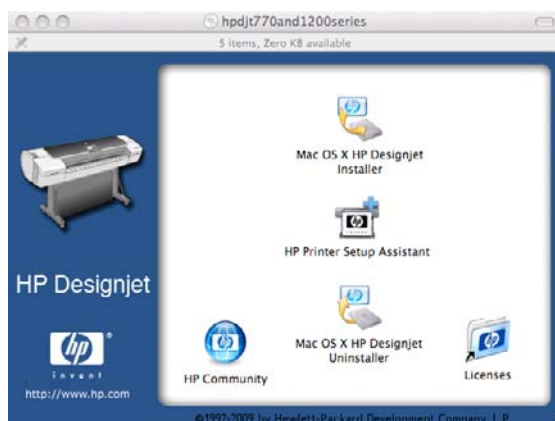 hpdjt770and1200series
5 items, Zero KB available
Mac OS X HP Designjet
Installer
HP Printer Setup Assistant
HP Designjet
Mac OS X HP Designjet
Uninstaller
HP Community
Licenses
hp
invent
http://www.hp.com
©1992-2009 by Hewlett-Packard Development Company, L.P.